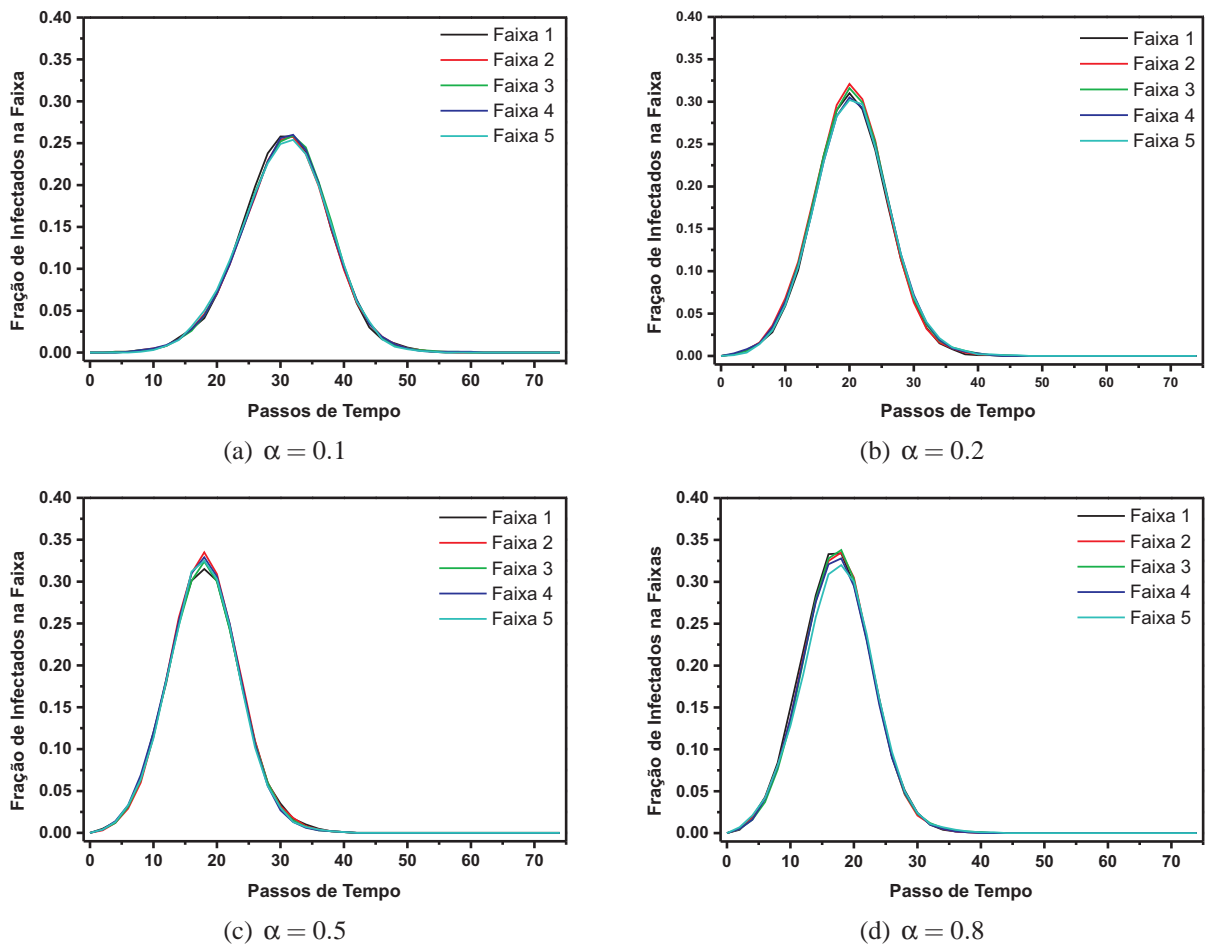 0.40
0.35
0.30
0.25
0.20
0.15
0.10
0.05
0.00
Fração de Infectados na Faixa
Faixa 1
Faixa 2
Faixa 3
Faixa 4
Faixa 5
0 10 20 30 40 50 60 70
Passos de Tempo
(a) α = 0.1
0.40
0.35
0.30
0.25
0.20
0.15
0.10
0.05
0.00
Fraçao de Infectados na Faixa
Faixa 1
Faixa 2
Faixa 3
Faixa 4
Faixa 5
0 10 20 30 40 50 60 70
Passos de Tempo
(b) α = 0.2
0.40
0.35
0.30
0.25
0.20
0.15
0.10
0.05
0.00
Fração de Infectados na Faixa
Faixa 1
Faixa 2
Faixa 3
Faixa 4
Faixa 5
0 10 20 30 40 50 60 70
Passos de Tempo
(c) α = 0.5
0.40
0.35
0.30
0.25
0.20
0.15
0.10
0.05
0.00
Fração de Infectados na Faixas
Faixa 1
Faixa 2
Faixa 3
Faixa 4
Faixa 5
0 10 20 30 40 50 60 70
Passo de Tempo
(d) α = 0.8